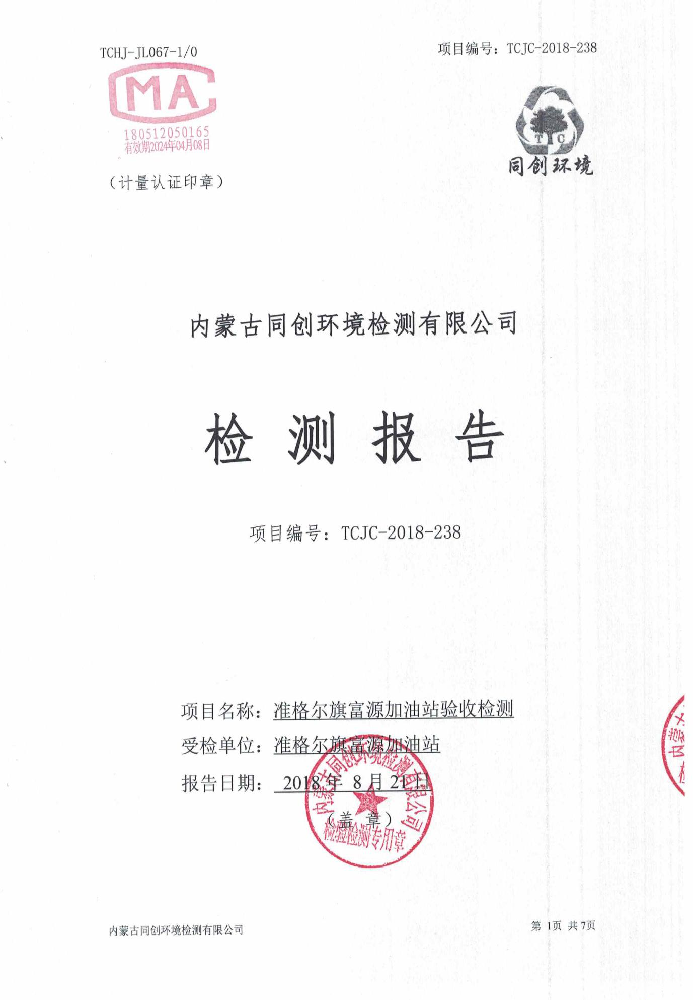 TCHJ-JL067-1/0
项目编号：TCJC-2018-238
MA
180512050165
有效期2024年04月08日
（计量认证印章）
T C
同创环境
内蒙古同创环境检测有限公司
检测报告
项目编号：TCJC-2018-238
项目名称：准格尔旗富源加油站验收检测
受检单位：准格尔旗富源加油站
报告日期：2018年8月21日
（盖章）
内蒙古同创环境检测有限公司
检验检测专用章
内蒙
检
内蒙古同创环境检测有限公司
第 1页 共7页